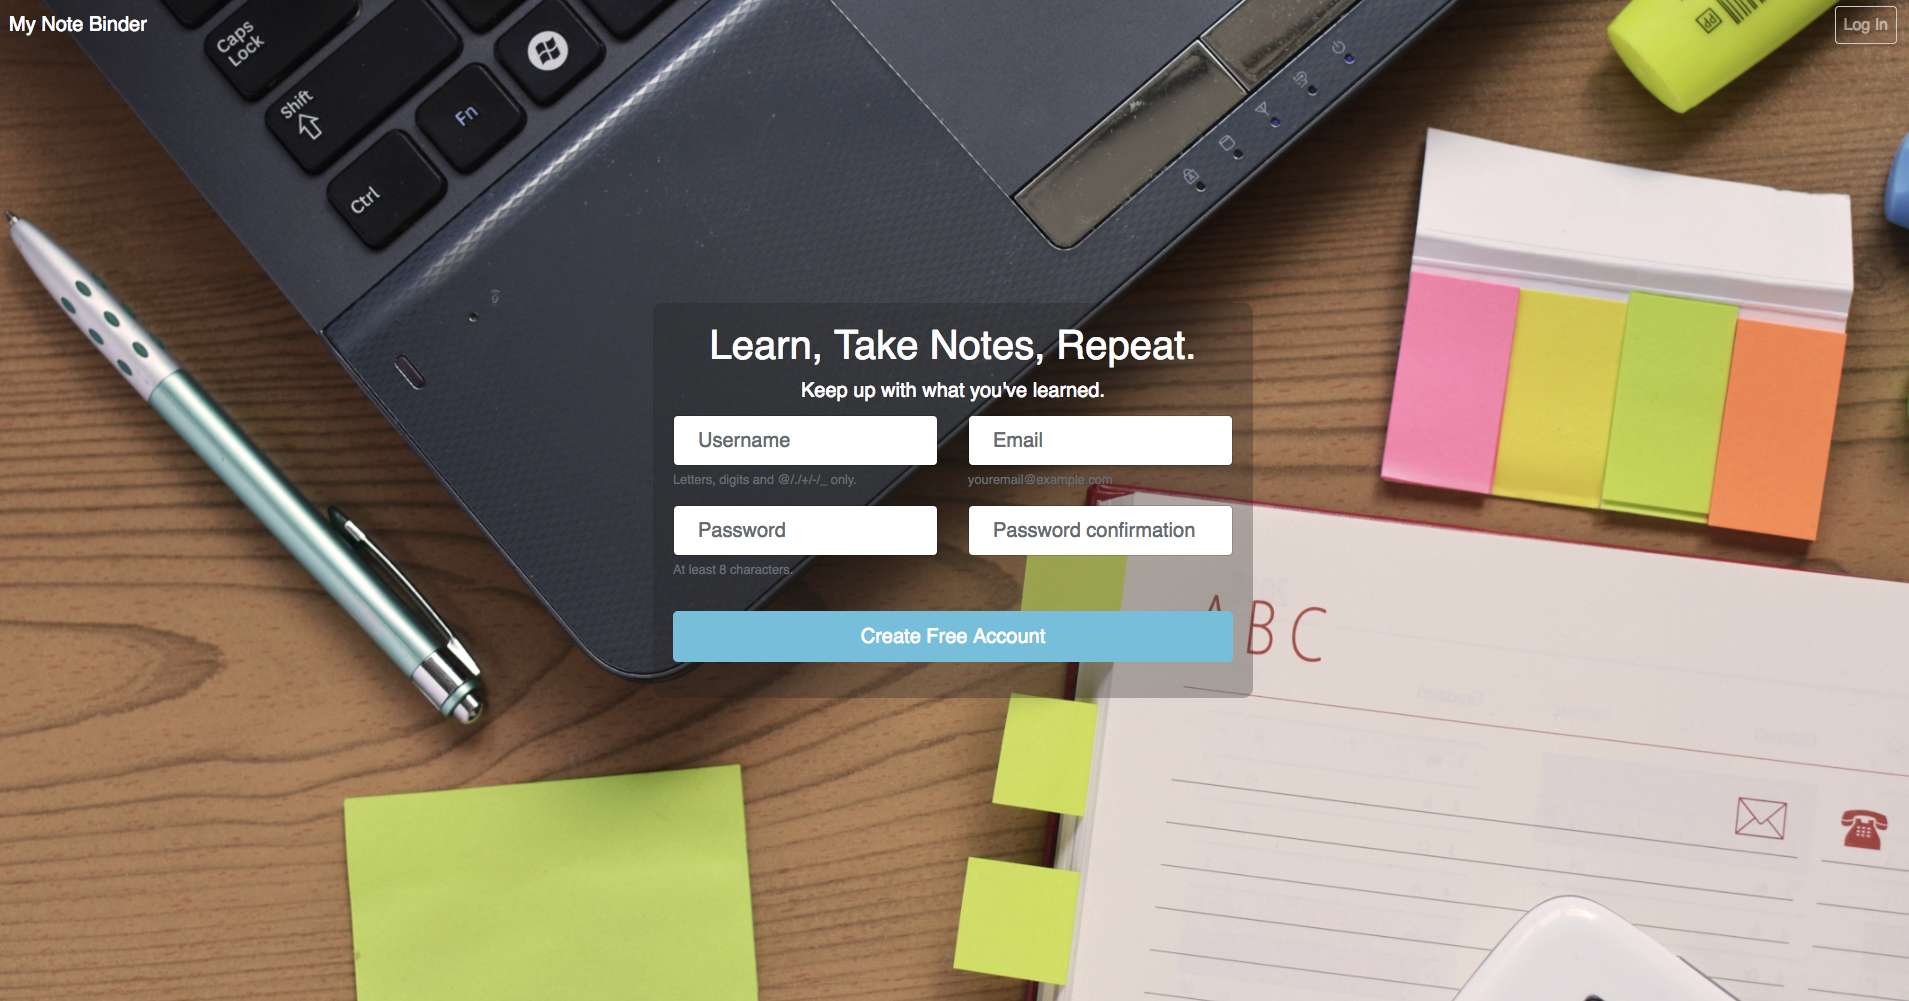 My Note Binder
Log In
Caps
Lock
Shift
Fn
Ctrl
Learn, Take Notes, Repeat.
Keep up with what you've learned.
Username
Email
Letters, digits and @/./+/-/_ only.
youremail@example.com
Password
Password confirmation
At least 8 characters.
ABC
Create Free Account